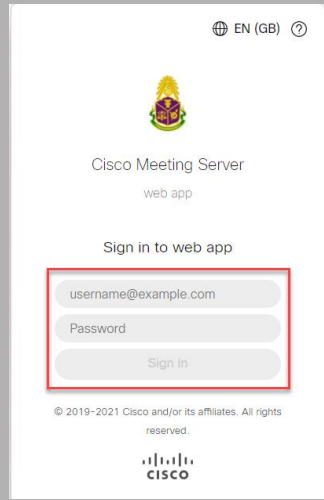 EN (GB)
Cisco Meeting Server
web app
Sign in to web app
username@example.com
Password
Sign in
© 2019-2021 Cisco and/or its affiliates. All rights
reserved.
CISCO